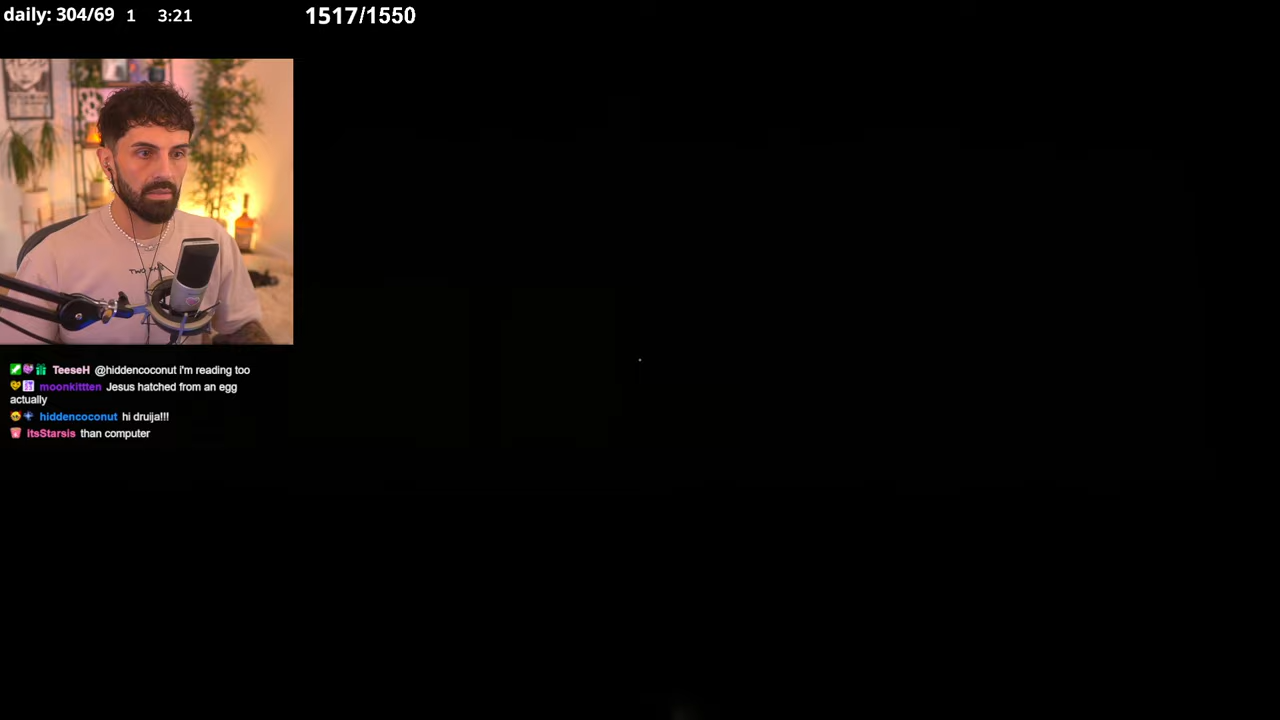 daily: 304/69 1 3:21 1517/1550
TeeseH @hiddencoconut i'm reading too
moonkittten Jesus hatched from an egg
actually
hiddencoconut hi druija!!!
itsStarsis than computer